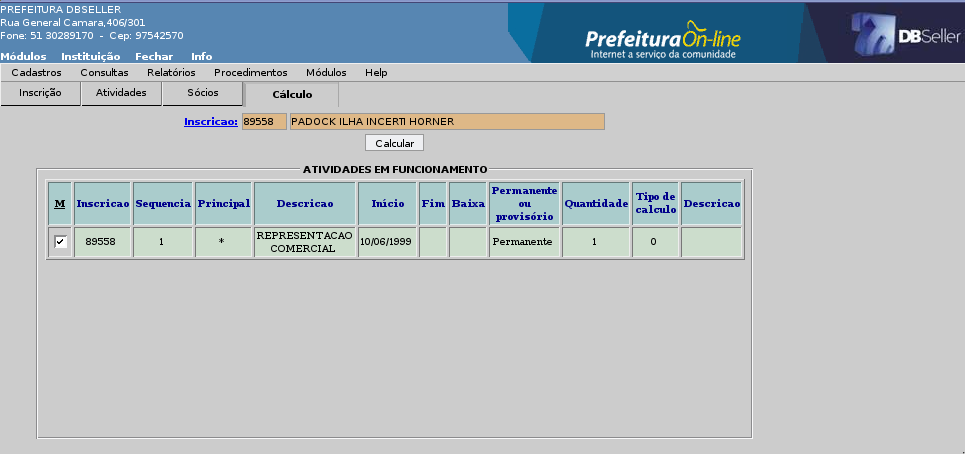 PREFEITURA DBSELLER
Rua General Camara,406/301
Fone: 51 30289170 - Cep: 97542570
PrefeituraOn-line
Internet a serviço da comunidade
DBSeller
Módulos Instituição Fechar Info
Cadastros Consultas Relatórios Procedimentos Módulos Help
Inscrição Atividades Sócios Cálculo
Inscricao: 89558 PADOCK ILHA INCERTI HORNER
Calcular
ATIVIDADES EM FUNCIONAMENTO
M Inscricao Sequencia Principal Descricao Início Fim Baixa Permanente ou provisório Quantidade Tipo de calculo Descricao
89558 1 * REPRESENTACAO COMERCIAL 10/06/1999 Permanente 1 0